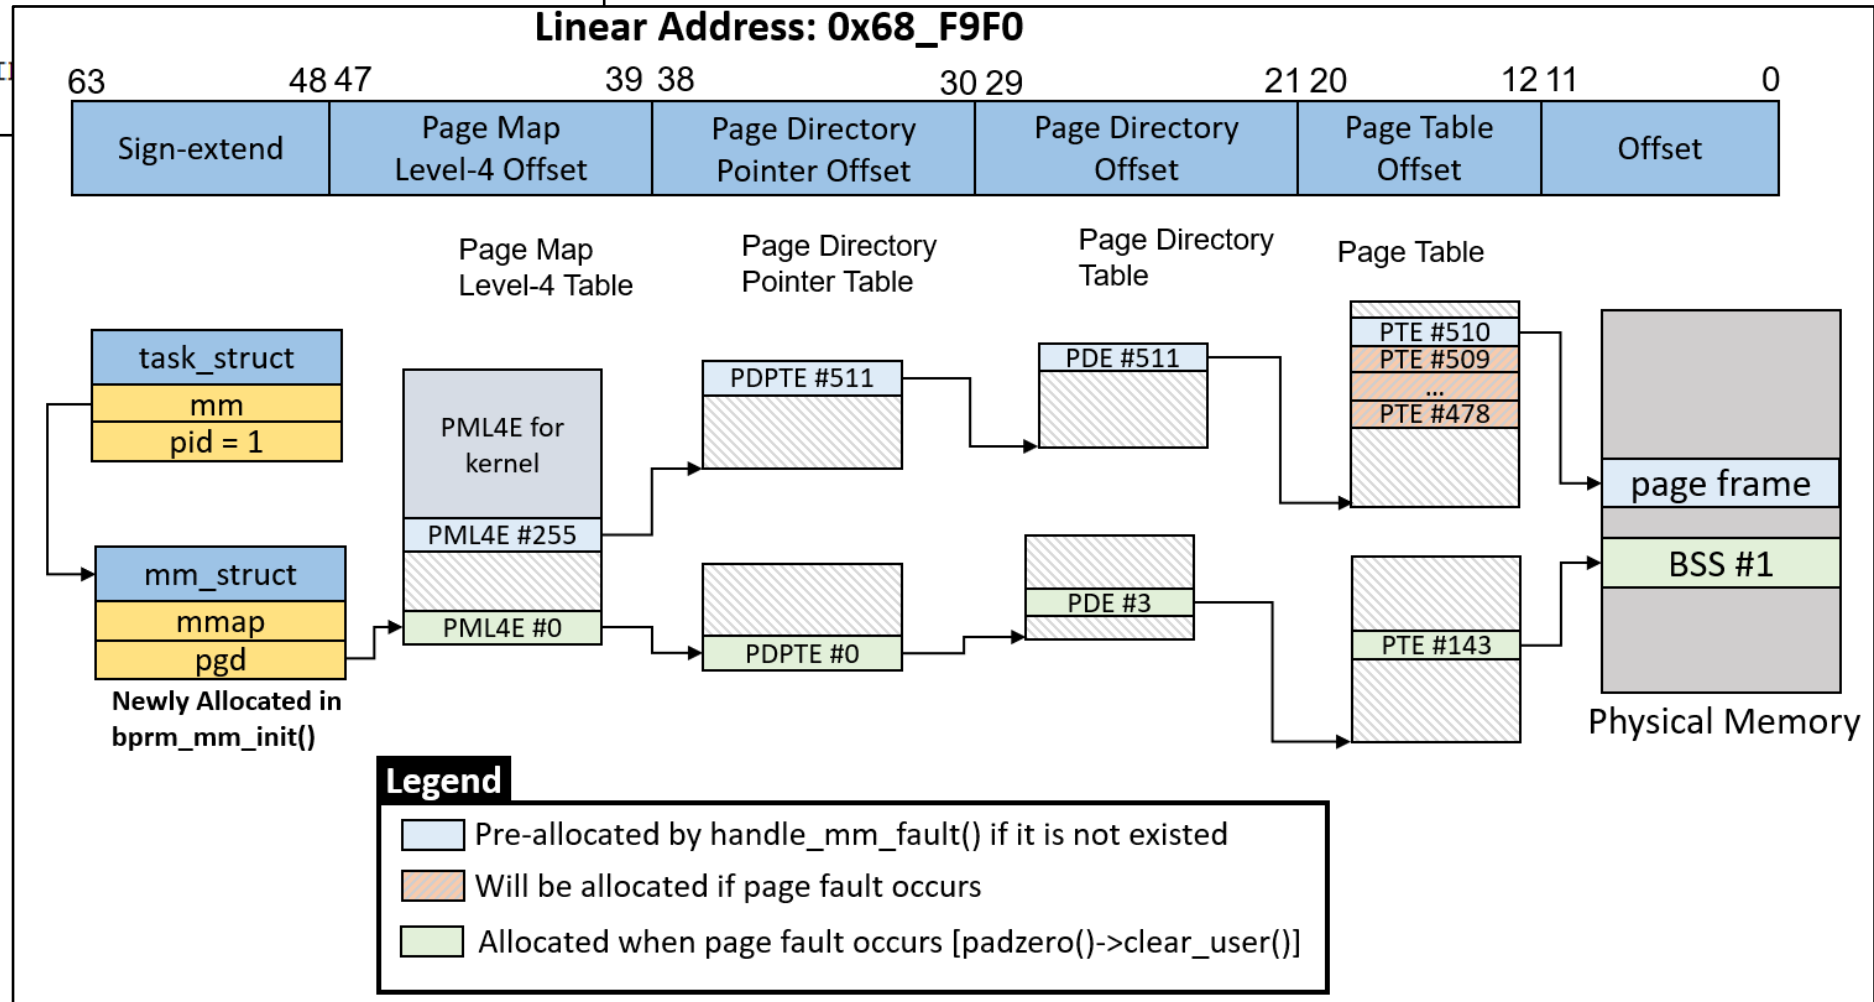 Linear Address: 0x68_F9F0
63 48 47 39 38 30 29 21 20 12 11 0
Sign-extend
Page Map
Level-4 Offset
Page Directory
Pointer Offset
Page Directory
Offset
Page Table
Offset
Offset
Page Map
Level-4 Table
Page Directory
Pointer Table
Page Directory
Table
Page Table
task_struct
mm
pid = 1
mm_struct
mmap
pgd
Newly Allocated in
bprm_mm_init()
PML4E for
kernel
PML4E #255
PML4E #0
PDPTE #511
PDPTE #0
PDE #511
PDE #3
PTE #510
PTE #509
...
PTE #478
PTE #143
page frame
BSS #1
Physical Memory
Legend
Pre-allocated by handle_mm_fault() if it is not existed
Will be allocated if page fault occurs
Allocated when page fault occurs [padzero()->clear_user()]